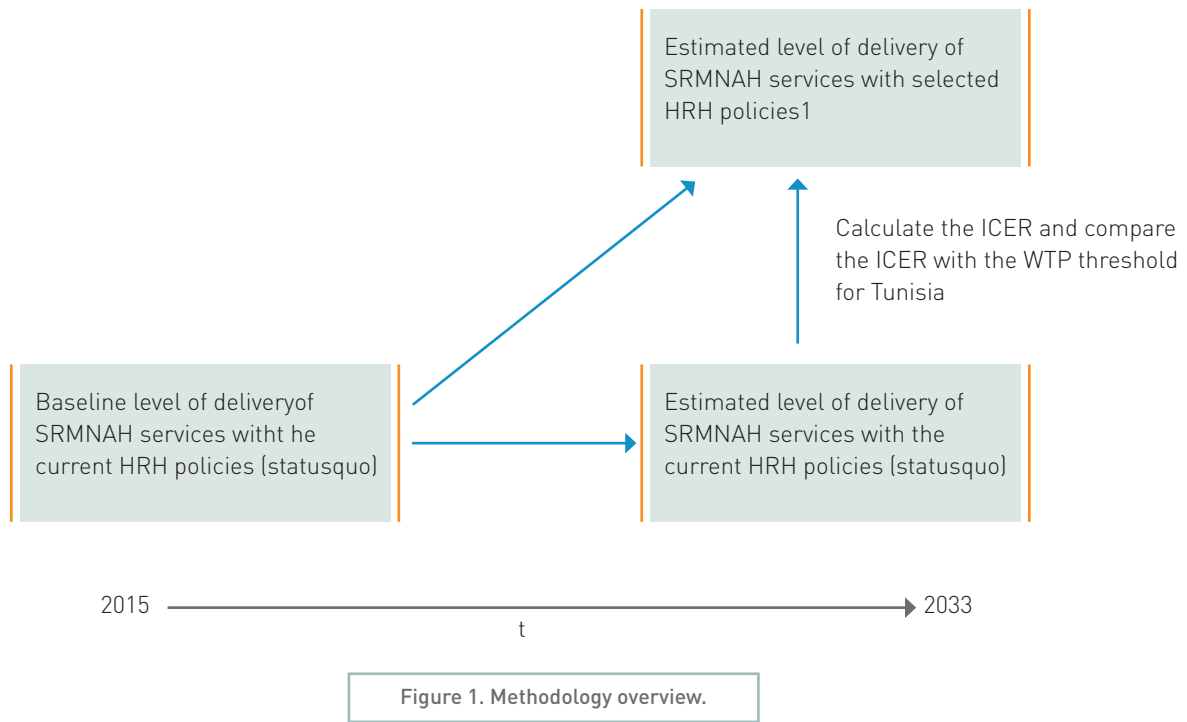 Estimated level of delivery of
SRMNAH services with selected
HRH policies1
Calculate the ICER and compare
the ICER with the WTP threshold
for Tunisia
Baseline level of deliveryof
SRMNAH services witht he
current HRH policies (statusquo)
Estimated level of delivery of
SRMNAH services with the
current HRH policies (statusquo)
2015
2033
t
Figure 1. Methodology overview.